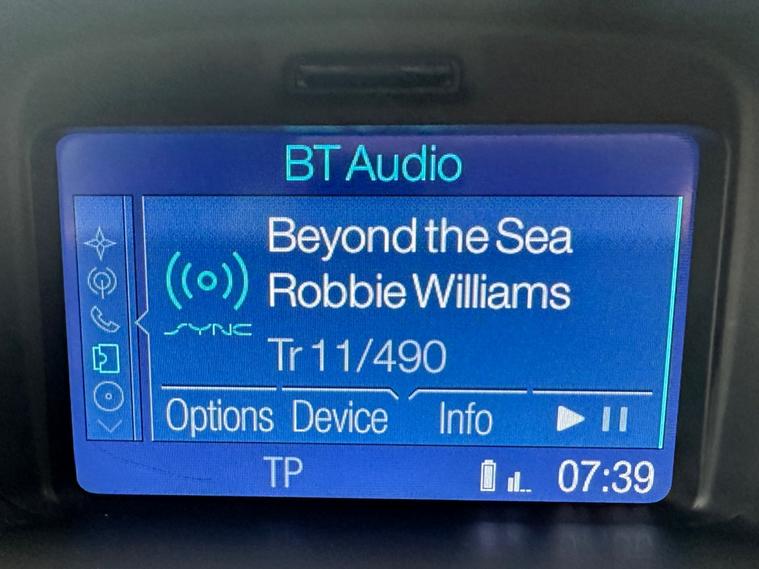 BT Audio
Beyond the Sea
Robbie Williams
SYNC
Tr 11/490
Options Device Info
TP 07:39